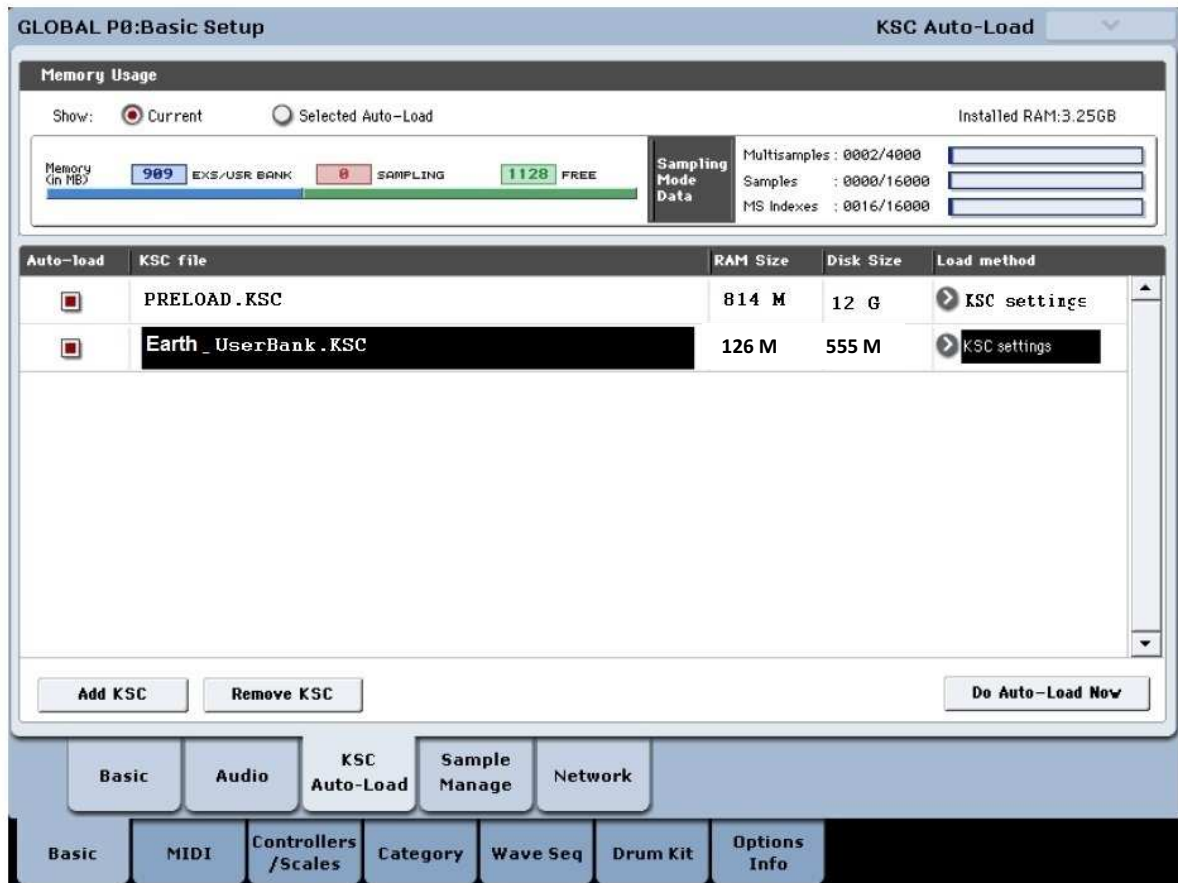 GLOBAL P0:Basic Setup
KSC Auto-Load
Memory Usage
Show: Current Selected Auto-Load Installed RAM:3.25GB
Memory (in MB) 909 EXS/USR BANK 0 SAMPLING 1128 FREE
Sampling Mode Data
Multisamples : 0002/4000
Samples : 0000/16000
MS Indexes : 0016/16000
Auto-load KSC file RAM Size Disk Size Load method
PRELOAD.KSC 814 M 12 G KSC settings
Earth_UserBank.KSC 126 M 555 M KSC settings
Add KSC Remove KSC Do Auto-Load Now
Basic Audio KSC Auto-Load Sample Manage Network
Basic MIDI Controllers /Scales Category Wave Seq Drum Kit Options Info